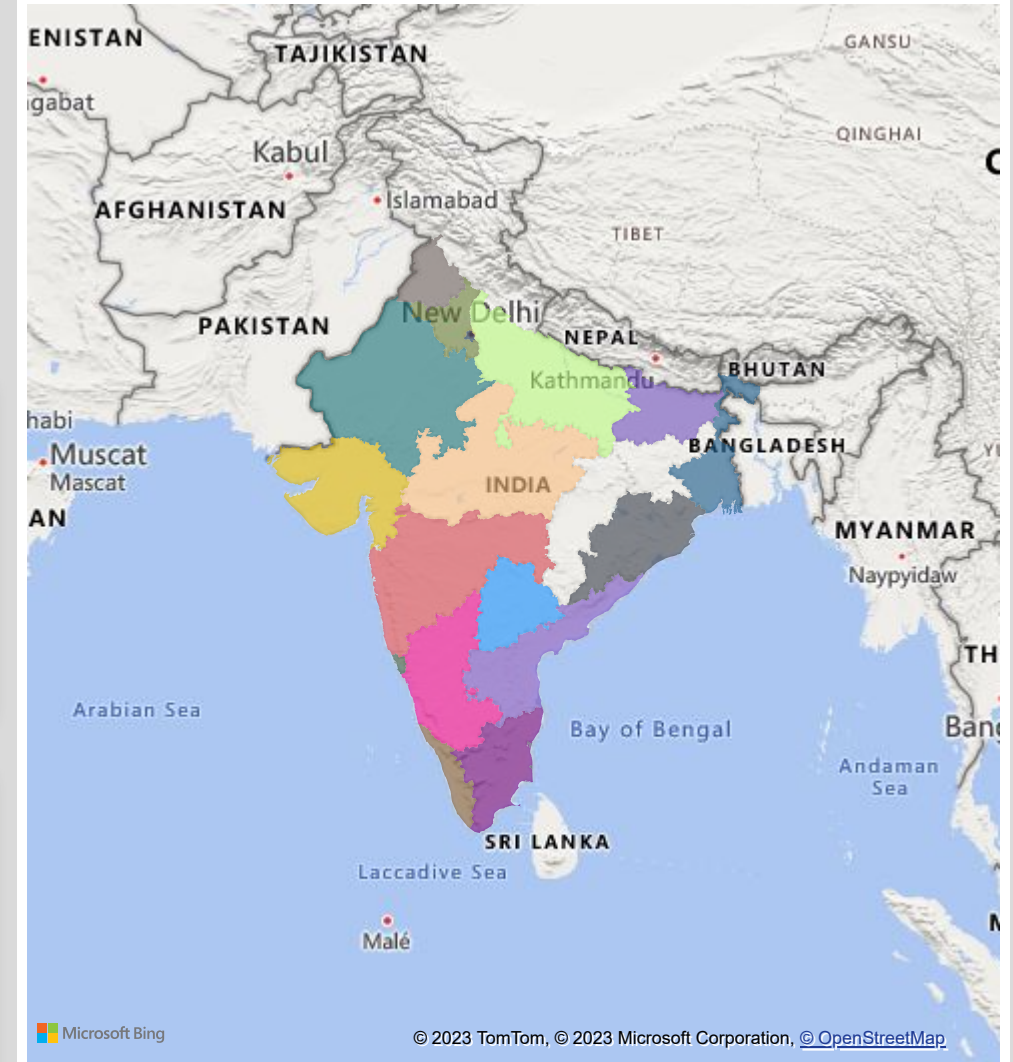 ENISTAN
TAJIKISTAN
GANSU
gabat
QINGHAI
Kabul
Islamabad
AFGHANISTAN
TIBET
New Delhi
PAKISTAN
NEPAL
BHUTAN
Kathmandu
habi
BANGLADESH
Muscat
Mascat
INDIA
AN
MYANMAR
Naypyidaw
TH
Arabian Sea
Bay of Bengal
Bang
Andaman
Sea
SRI LANKA
Laccadive Sea
Malé
Microsoft Bing
© 2023 TomTom, © 2023 Microsoft Corporation, © OpenStreetMap